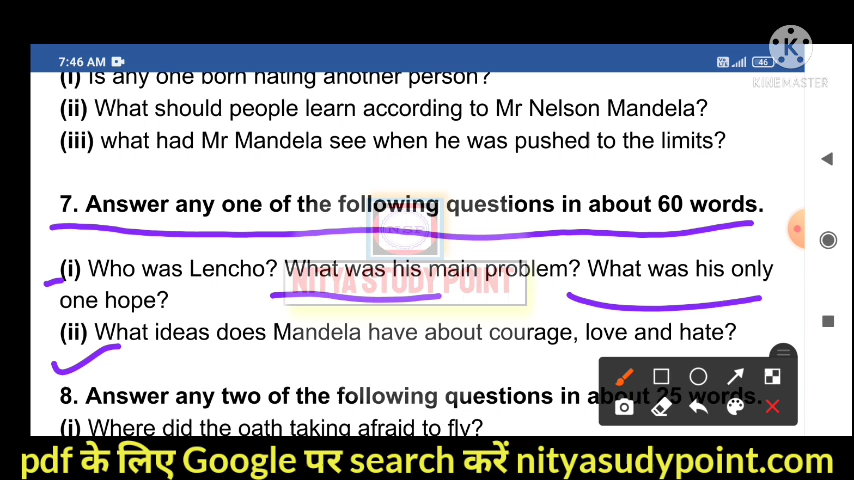 7:46 AM
46
K
KINEMASTER
(i) Is any one born hating another person?
(ii) What should people learn according to Mr Nelson Mandela?
(iii) what had Mr Mandela see when he was pushed to the limits?
7. Answer any one of the following questions in about 60 words.
NSP
(i) Who was Lencho? What was his main problem? What was his only
NITYA STUDY POINT
one hope?
(ii) What ideas does Mandela have about courage, love and hate?
8. Answer any two of the following questions in about 25 words.
(i) Where did the oath taking afraid to fly?
pdf के लिए Google पर search करें nityasudypoint.com